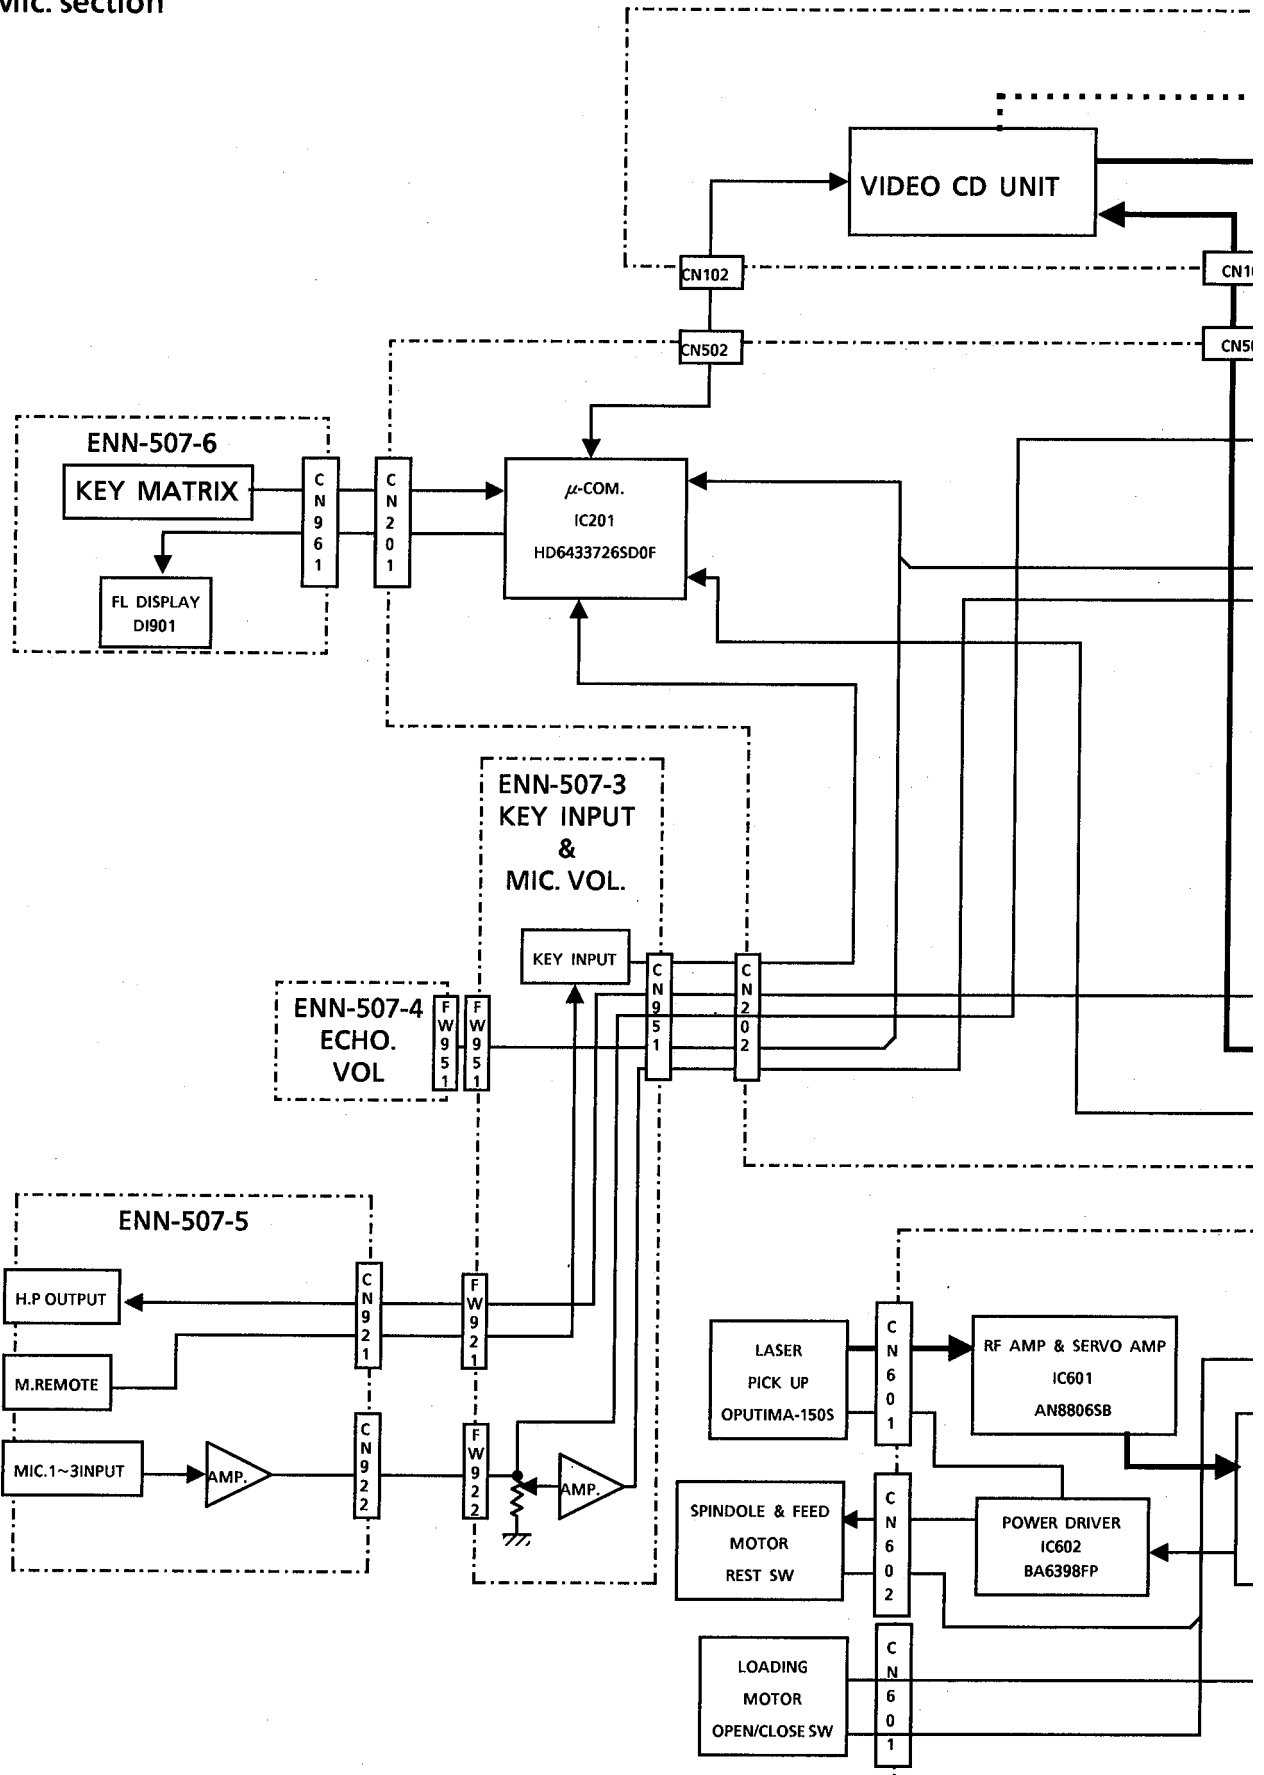 Mic. section
VIDEO CD UNIT
CN102
CN10
CN502
CN50
ENN-507-6
KEY MATRIX
CN961
CN201
FL DISPLAY
DI901
μ-COM.
IC201
HD6433726SD0F
ENN-507-3
KEY INPUT
&
MIC. VOL.
KEY INPUT
CN951
CN202
ENN-507-4
ECHO.
VOL
FW951
FW951
ENN-507-5
H.P OUTPUT
M.REMOTE
MIC.1~3INPUT
AMP.
CN921
CN922
FW921
FW922
AMP.
LASER
PICK UP
OPUTIMA-150S
CN601
RF AMP & SERVO AMP
IC601
AN8806SB
SPINDOLE & FEED
MOTOR
REST SW
CN602
POWER DRIVER
IC602
BA6398FP
LOADING
MOTOR
OPEN/CLOSE SW
CN601